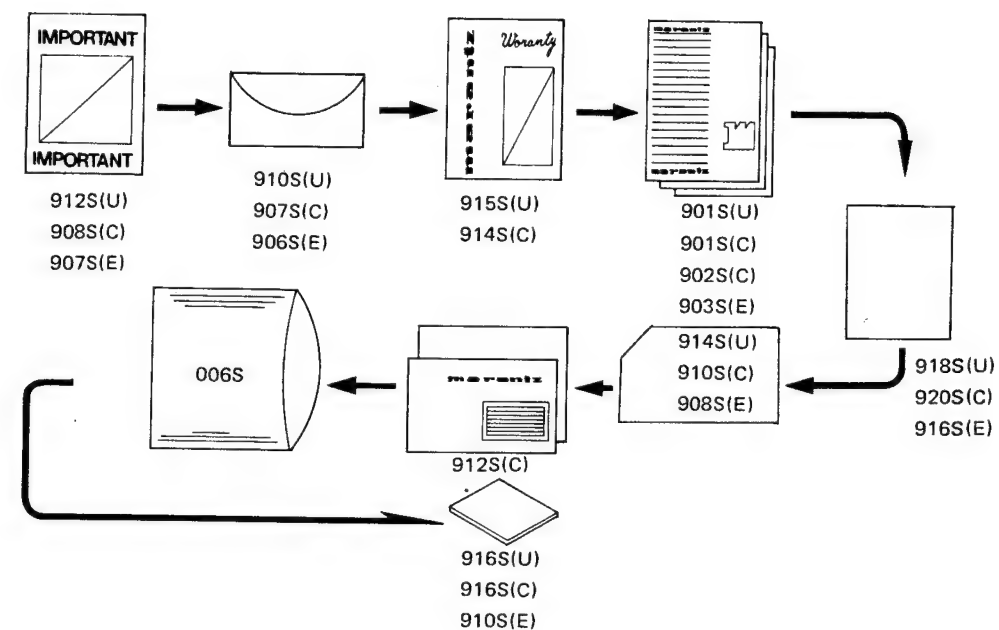 IMPORTANT
IMPORTANT
912S(U)
908S(C)
907S(E)
910S(U)
907S(C)
906S(E)
marantz
Woranty
915S(U)
914S(C)
marantz
marantz
901S(U)
901S(C)
902S(C)
903S(E)
918S(U)
920S(C)
916S(E)
914S(U)
910S(C)
908S(E)
marantz
912S(C)
006S
916S(U)
916S(C)
910S(E)